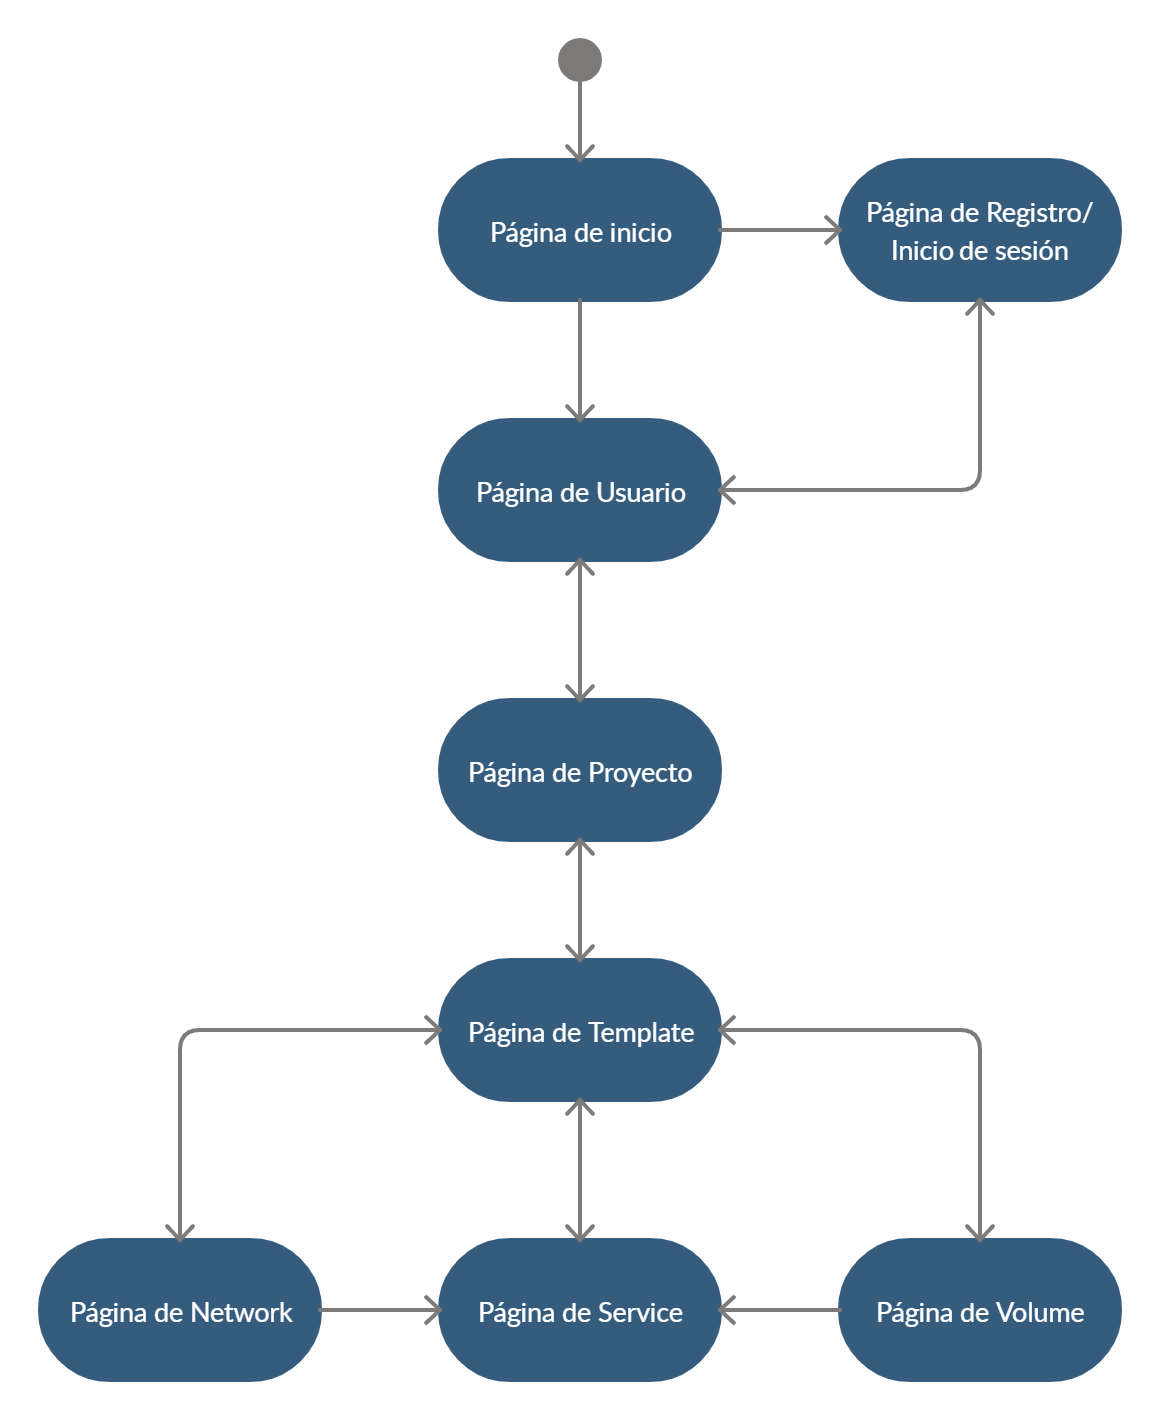 Página de inicio
Página de Registro/
Inicio de sesión
Página de Usuario
Página de Proyecto
Página de Template
Página de Network
Página de Service
Página de Volume